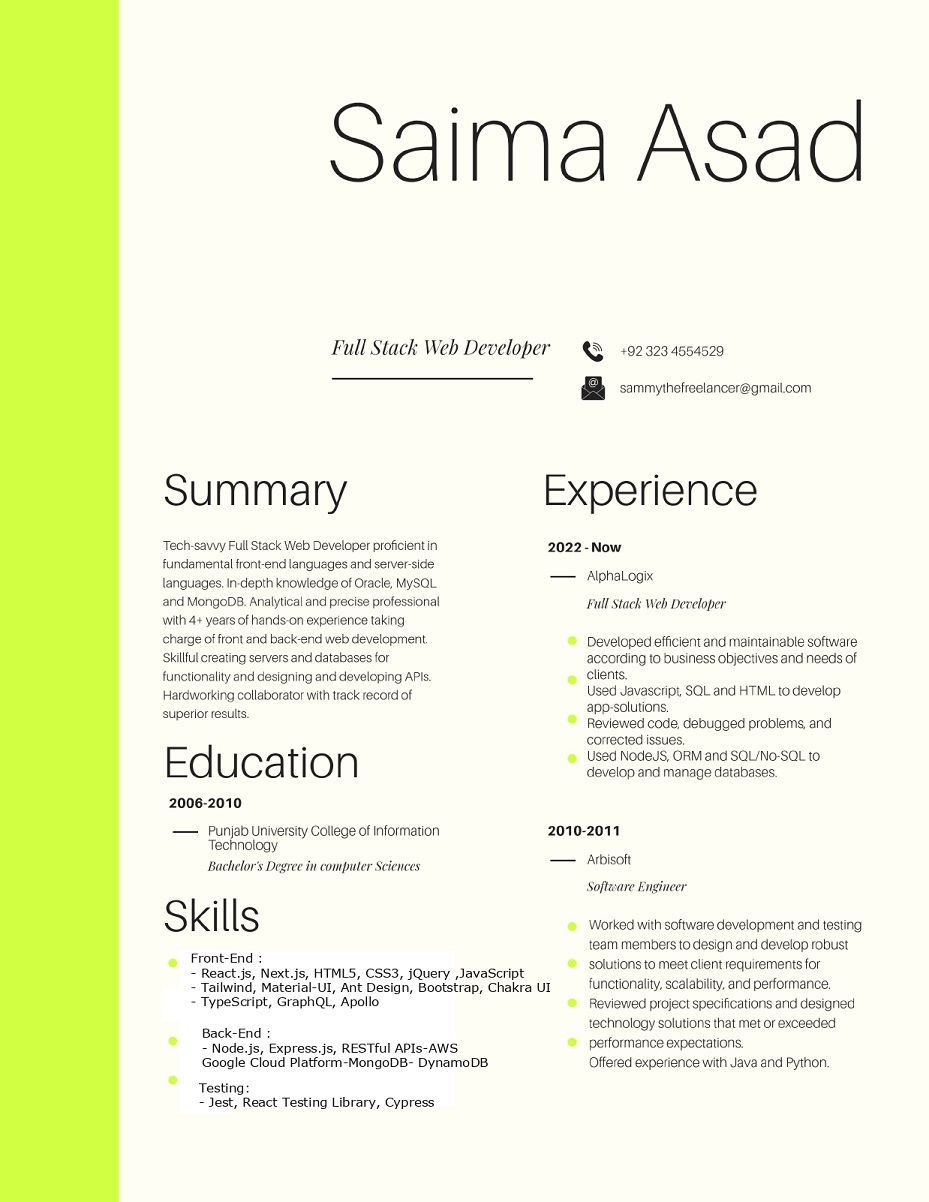 Saima Asad
Full Stack Web Developer
+92 323 4554529
@
sammythefreelancer@gmail.com
Summary
Tech-savvy Full Stack Web Developer proficient in
fundamental front-end languages and server-side
languages. In-depth knowledge of Oracle, MySQL
and MongoDB. Analytical and precise professional
with 4+ years of hands-on experience taking
charge of front and back-end web development.
Skillful creating servers and databases for
functionality and designing and developing APIs.
Hardworking collaborator with track record of
superior results.
Education
2006-2010
Punjab University College of Information
Technology
Bachelor's Degree in computer Sciences
Skills
Front-End :
- React.js, Next.js, HTML5, CSS3, jQuery ,JavaScript
- Tailwind, Material-UI, Ant Design, Bootstrap, Chakra UI
- TypeScript, GraphQL, Apollo
Back-End :
- Node.js, Express.js, RESTful APIs-AWS
Google Cloud Platform-MongoDB- DynamoDB
Testing:
- Jest, React Testing Library, Cypress
Experience
2022 - Now
AlphaLogix
Full Stack Web Developer
Developed efficient and maintainable software
according to business objectives and needs of
clients.
Used Javascript, SQL and HTML to develop
app-solutions.
Reviewed code, debugged problems, and
corrected issues.
Used NodeJS, ORM and SQL/No-SQL to
develop and manage databases.
2010-2011
Arbisoft
Software Engineer
Worked with software development and testing
team members to design and develop robust
solutions to meet client requirements for
functionality, scalability, and performance.
Reviewed project specifications and designed
technology solutions that met or exceeded
performance expectations.
Offered experience with Java and Python.